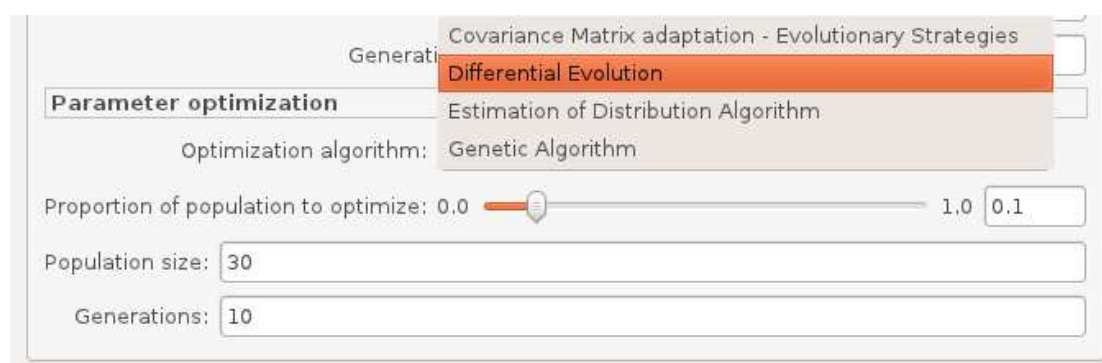 Covariance Matrix adaptation - Evolutionary Strategies
Generati
Differential Evolution
Parameter optimization
Estimation of Distribution Algorithm
Optimization algorithm: Genetic Algorithm
Proportion of population to optimize: 0.0 1.0 0.1
Population size: 30
Generations: 10